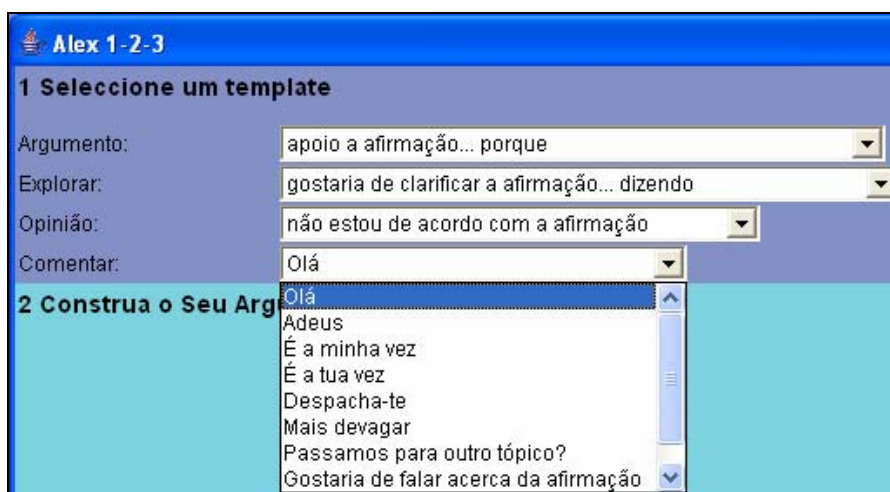 Alex 1-2-3
1 Seleccione um template
Argumento: apoio a afirmação... porque
Explorar: gostaria de clarificar a afirmação... dizendo
Opinião: não estou de acordo com a afirmação
Comentar: Olá
2 Construa o Seu Arg
Olá
Adeus
É a minha vez
É a tua vez
Despacha-te
Mais devagar
Passamos para outro tópico?
Gostaria de falar acerca da afirmação